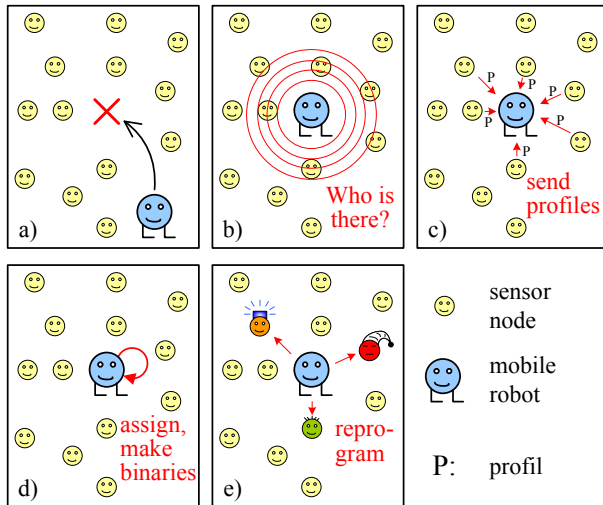 a)
Who is
there?
b)
P
P
P
P
P
P
send
profiles
c)
assign,
make
binaries
d)
repro-
gram
e)
sensor
node
mobile
robot
P: profil